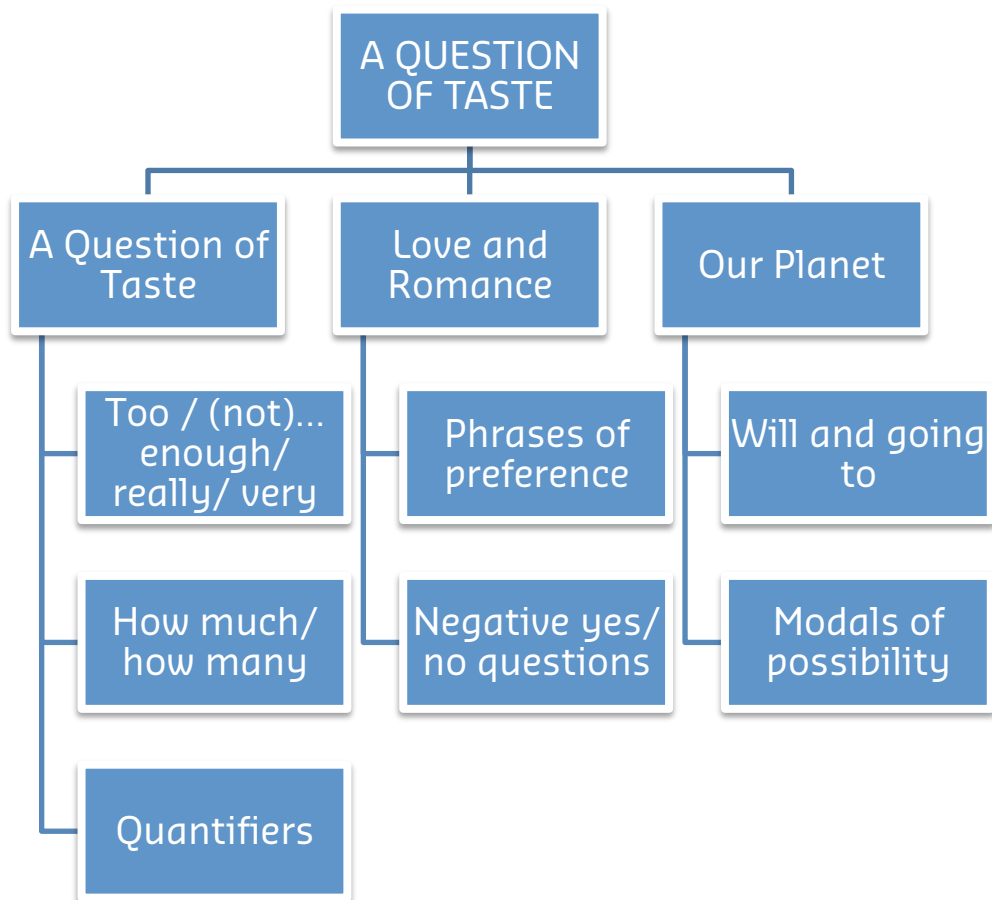 A QUESTION
OF TASTE
A Question of
Taste
Love and
Romance
Our Planet
Too / (not)...
enough/
really/ very
How much/
how many
Quantifiers
Phrases of
preference
Negative yes/
no questions
Will and going
to
Modals of
possibility